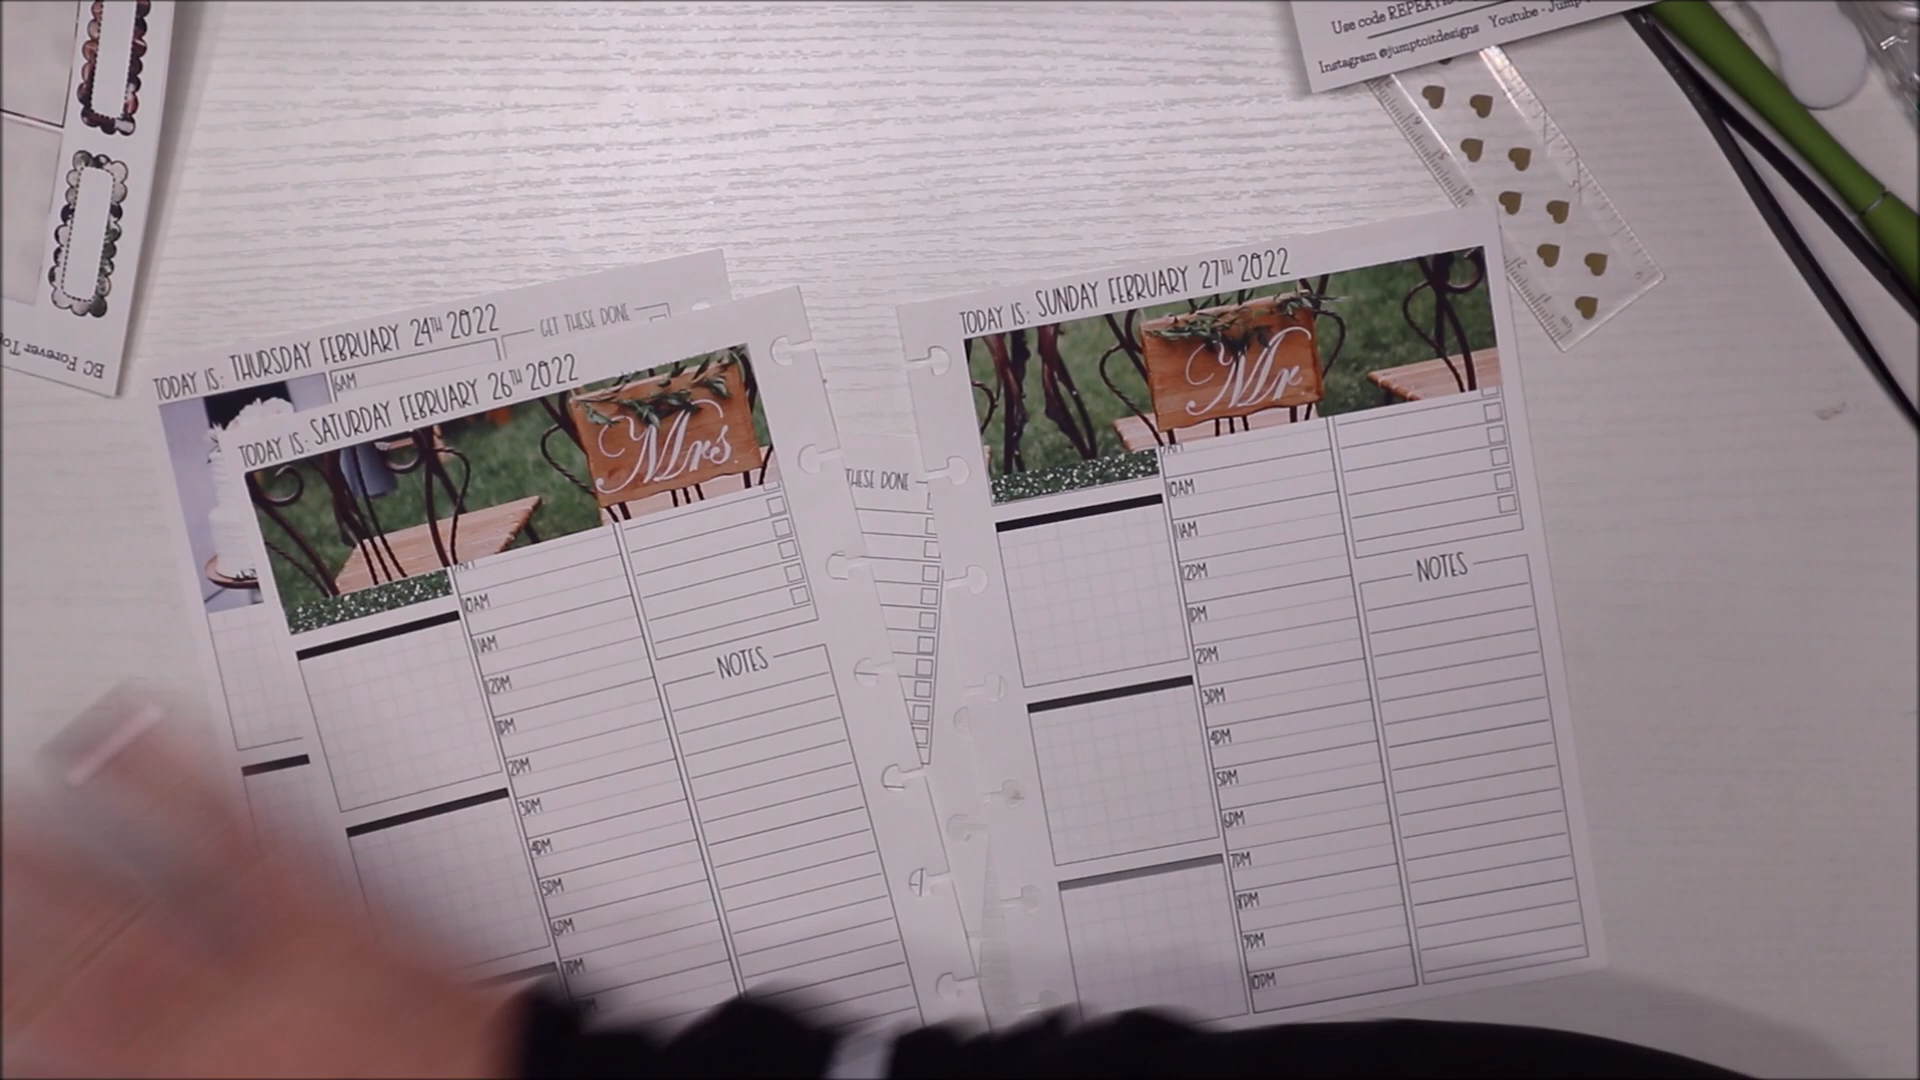 Use code
Instagram @jumptoitdesigns Youtube - Jump
EC Forever To
TODAY IS: THURSDAY FEBRUARY 24TH 2022
GET THESE DONE
6AM
TODAY IS: SATURDAY FEBRUARY 26TH 2022
Mrs.
10AM
11AM
12PM
1PM
2PM
3PM
4PM
5PM
6PM
7PM
NOTES
THESE DONE
TODAY IS: SUNDAY FEBRUARY 27TH 2022
Mr
10AM
11AM
12PM
1PM
2PM
3PM
4PM
5PM
6PM
7PM
8PM
9PM
10PM
NOTES